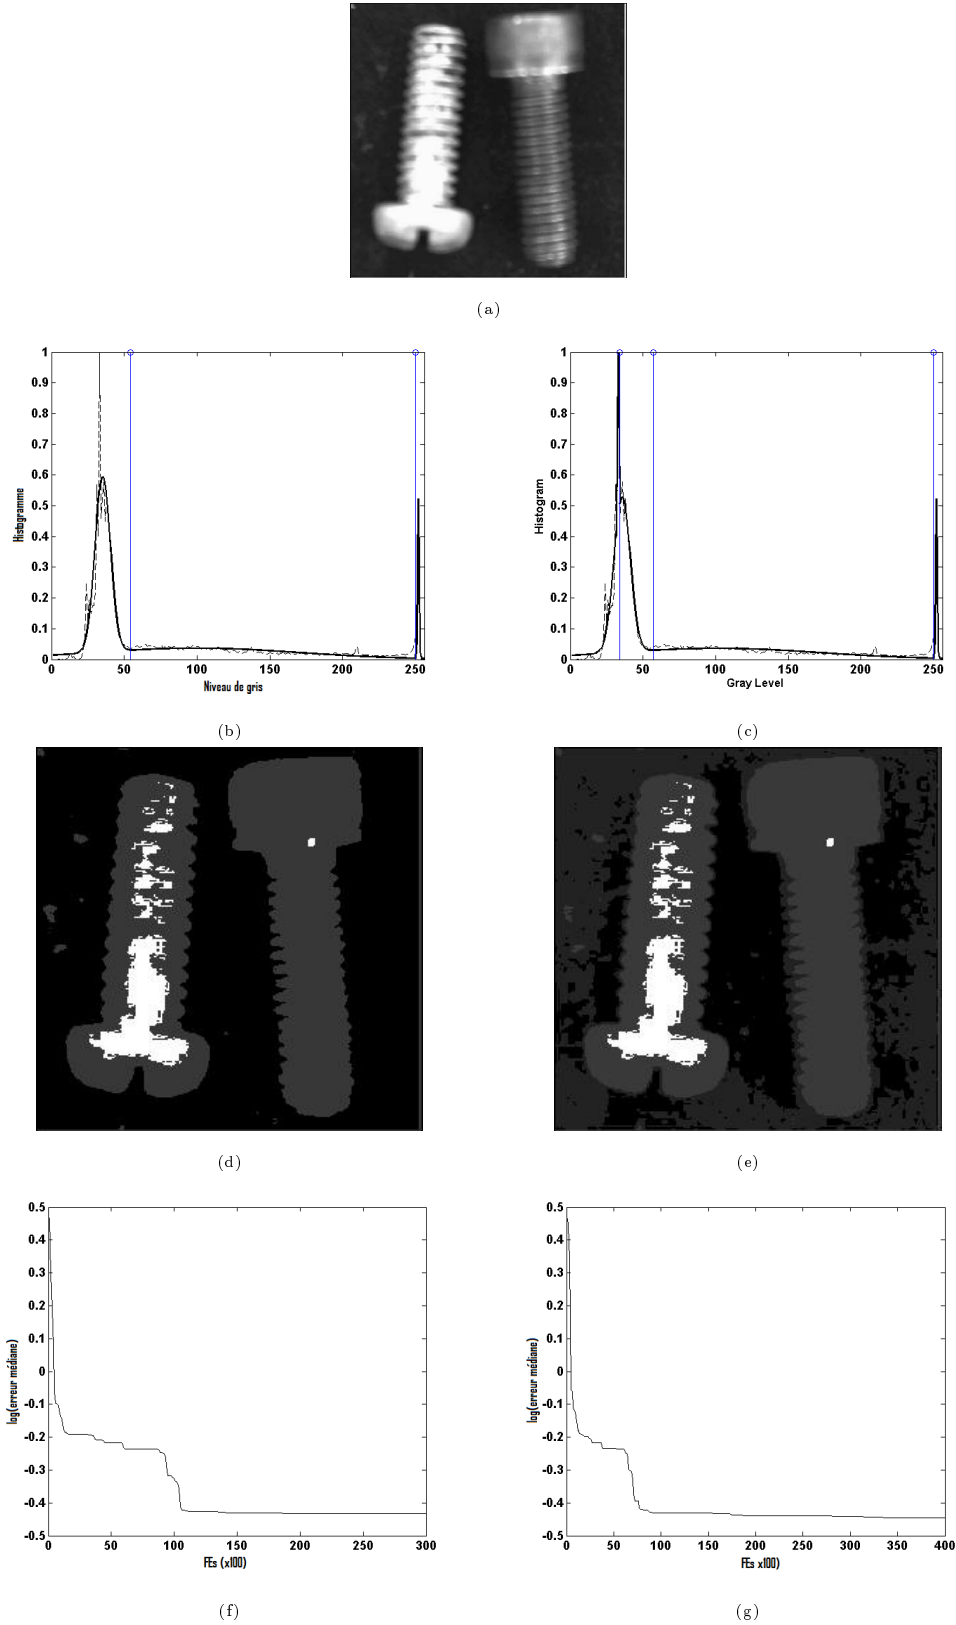 (a)
1
0.9
0.8
0.7
0.6
0.5
0.4
0.3
0.2
0.1
0
Histogramme
0 50 100 150 200 250
Niveau de gris
(b)
1
0.9
0.8
0.7
0.6
0.5
0.4
0.3
0.2
0.1
0
Histogram
0 50 100 150 200 250
Gray Level
(c)
(d)
(e)
0.5
0.4
0.3
0.2
0.1
0
-0.1
-0.2
-0.3
-0.4
-0.5
log(erreur médiane)
0 50 100 150 200 250 300
FEs (x100)
(f)
0.5
0.4
0.3
0.2
0.1
0
-0.1
-0.2
-0.3
-0.4
-0.5
log(erreur médiane)
0 50 100 150 200 250 300 350 400
FEs x100)
(g)